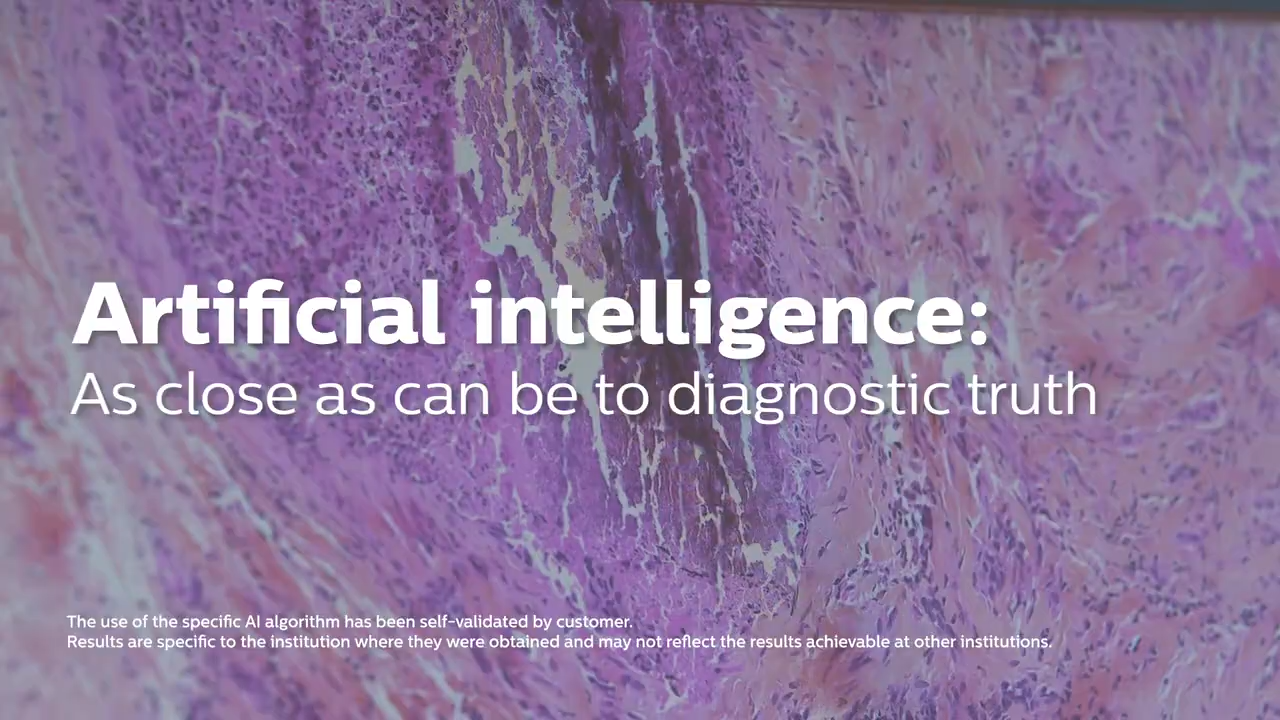 Artificial intelligence:
As close as can be to diagnostic truth
The use of the specific AI algorithm has been self-validated by customer.
Results are specific to the institution where they were obtained and may not reflect the results achievable at other institutions.